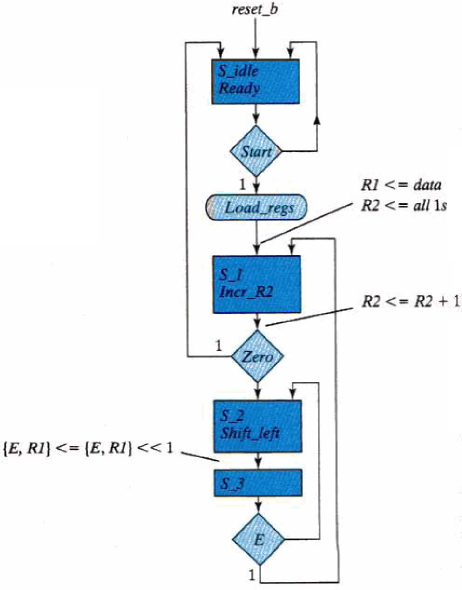 reset_b
S_idle
Ready
Start
1
Load_regs
R1 <= data
R2 <= all 1s
S_1
Incr_R2
R2 <= R2 + 1
1
Zero
S_2
Shift_left
{E, R1} <= {E, R1} << 1
S_3
E
1